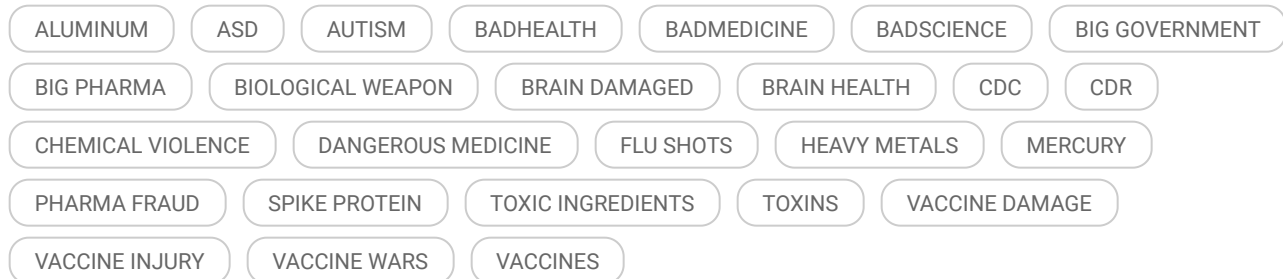 ALUMINUM ASD AUTISM BADHEALTH BADMEDICINE BADSCIENCE BIG GOVERNMENT
BIG PHARMA BIOLOGICAL WEAPON BRAIN DAMAGED BRAIN HEALTH CDC CDR
CHEMICAL VIOLENCE DANGEROUS MEDICINE FLU SHOTS HEAVY METALS MERCURY
PHARMA FRAUD SPIKE PROTEIN TOXIC INGREDIENTS TOXINS VACCINE DAMAGE
VACCINE INJURY VACCINE WARS VACCINES